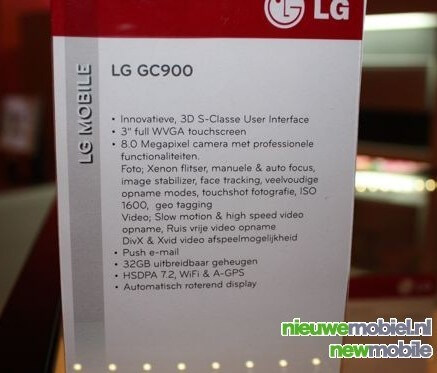 LG
LG MOBILE
LG GC900
• Innovatieve, 3D S-Classe User Interface
• 3" full WVGA touchscreen
• 8.0 Megapixel camera met professionele
functionaliteiten.
Foto; Xenon flitser, manuele & auto focus,
image stabilizer, face tracking, veelvoudige
opname modes, touchshot fotografie, ISO
1600, geo tagging
Video; Slow motion & high speed video
opname, Ruis vrije video opname
DivX & Xvid video afspeelmogelijkheid
• Push e-mail
• 32GB uitbreidbaar geheugen
• HSDPA 7.2, WiFi & A-GPS
• Automatisch roterend display
nieuwemobiel.nl
newmobile